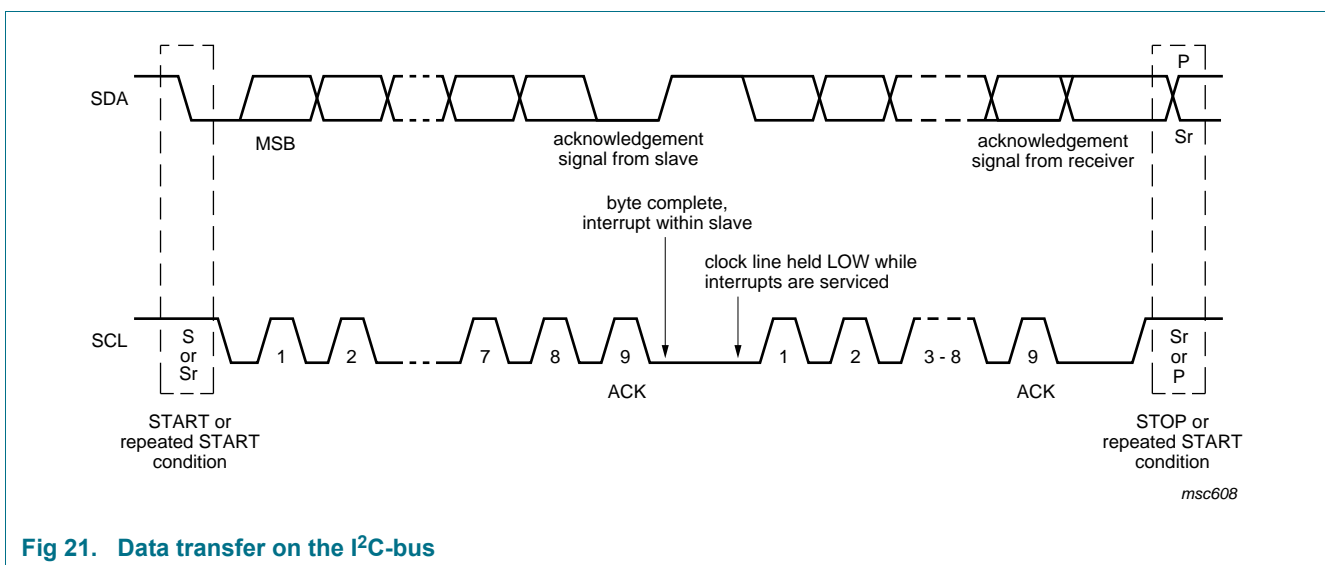 P
SDA
MSB
acknowledgement
signal from slave
acknowledgement
signal from receiver
Sr
byte complete,
interrupt within slave
clock line held LOW while
interrupts are serviced
SCL
S
or
Sr
1
2
7
8
9
1
2
3 - 8
9
Sr
or
P
ACK
ACK
START or
repeated START
condition
STOP or
repeated START
condition
msc608
Fig 21. Data transfer on the I²C-bus